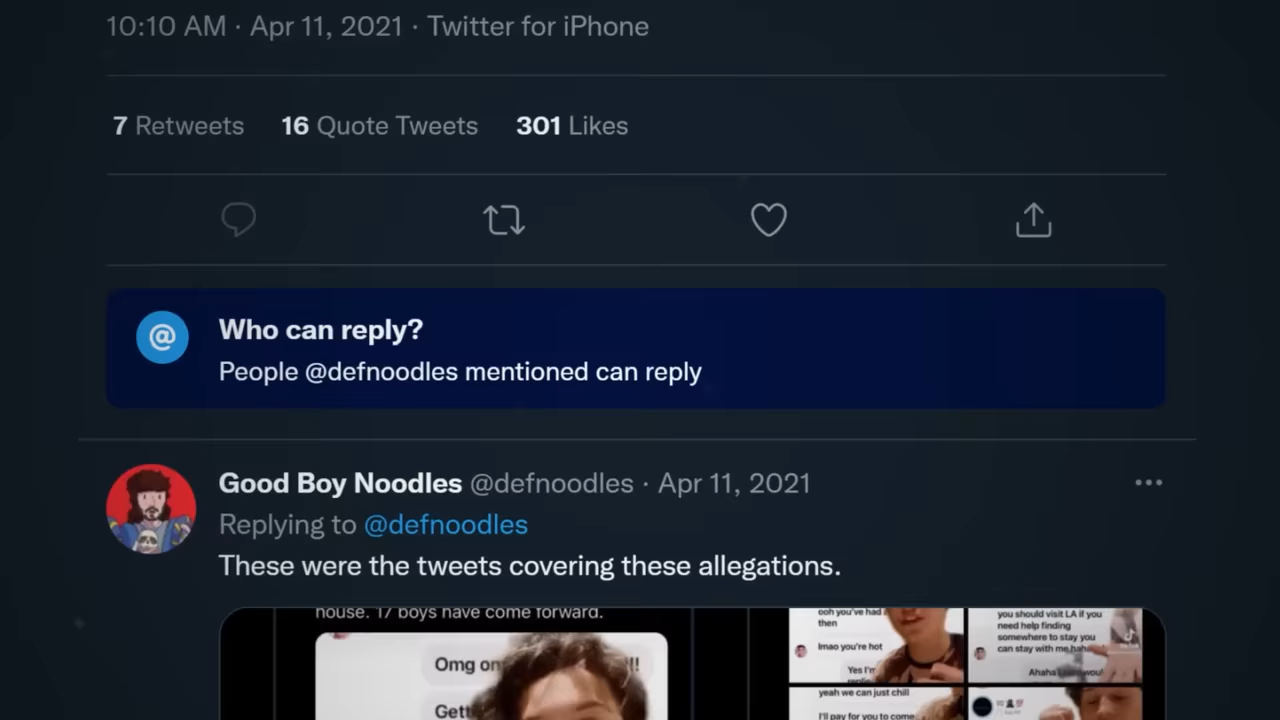 10:10 AM · Apr 11, 2021 · Twitter for iPhone
7 Retweets 16 Quote Tweets 301 Likes
@
Who can reply?
People @defnoodles mentioned can reply
Good Boy Noodles @defnoodles · Apr 11, 2021
Replying to @defnoodles
These were the tweets covering these allegations.
house. 17 boys have come forward.
Omg
ooh you've had
then
lmao you're hot
Yes I'm
yeah we can just chill
I'll pay for you to come
you should visit LA if you
need help finding
somewhere to stay you
can stay with me haha
Ahaha